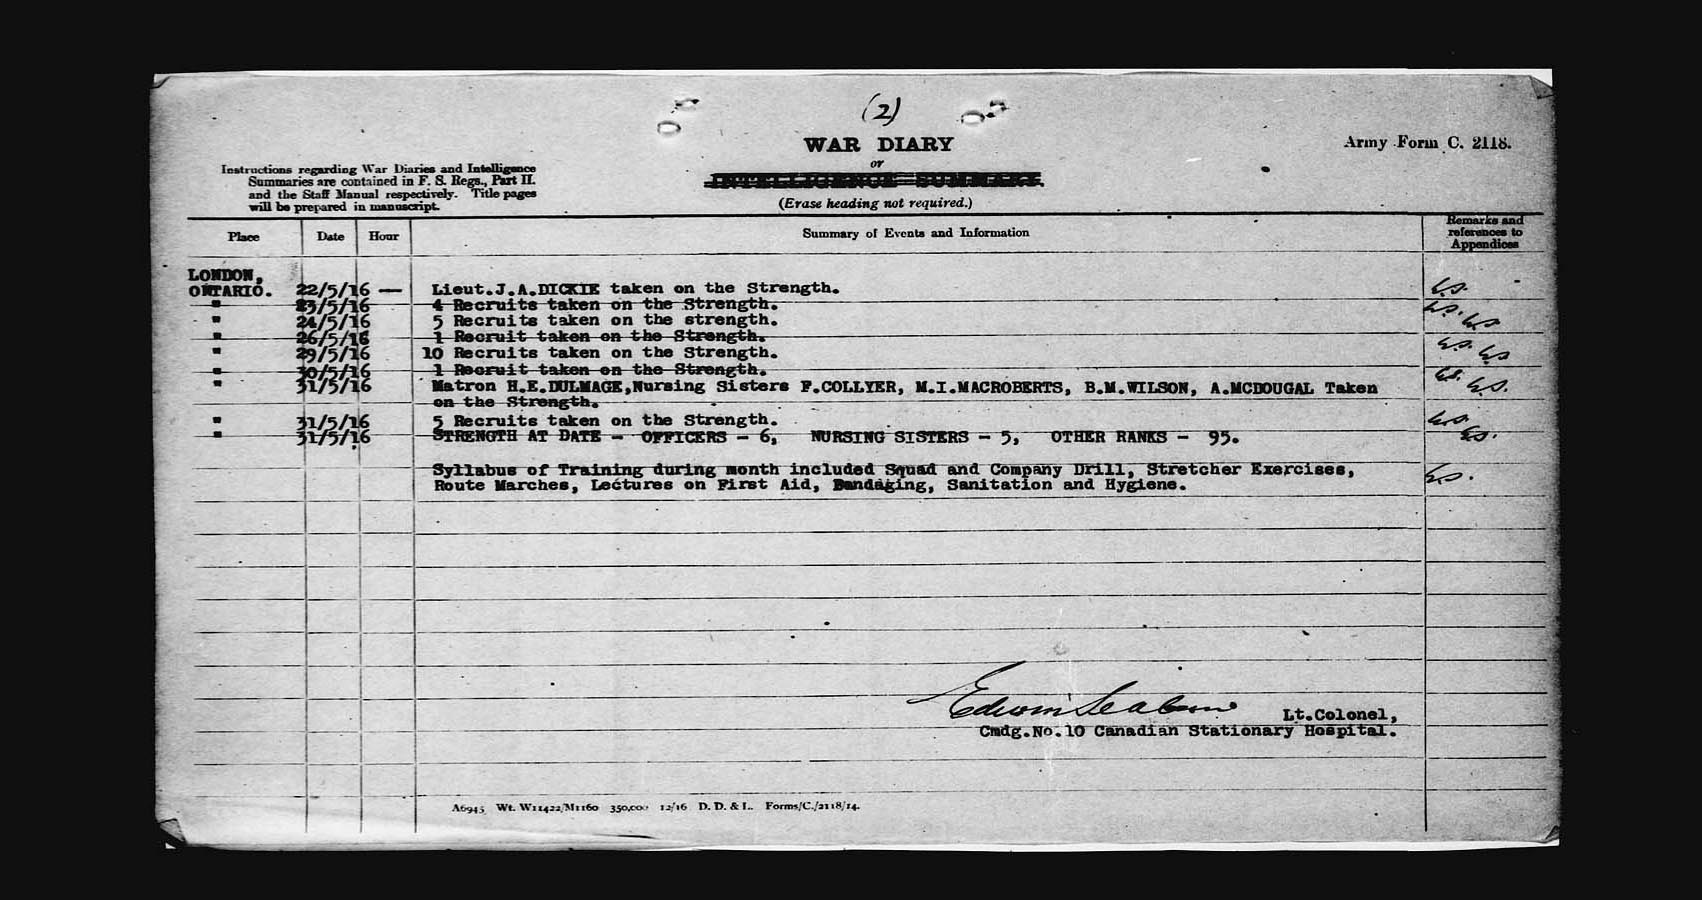 (2)
WAR DIARY
or
INTELLIGENCE SUMMARY.
(Erase heading not required.)
Army Form C. 2118.
Instructions regarding War Diaries and Intelligence
Summaries are contained in F. S. Regs., Part II.
and the Staff Manual respectively. Title pages
will be prepared in manuscript.
Place Date Hour Summary of Events and Information Remarks and references to Appendices
LONDON,
ONTARIO. 22/5/16 — Lieut.J.A.DICKIE taken on the Strength.
" 23/5/16 4 Recruits taken on the Strength.
" 24/5/16 5 Recruits taken on the strength.
" 26/5/16 1 Recruit taken on the Strength.
" 29/5/16 10 Recruits taken on the Strength.
" 30/5/16 1 Recruit taken on the Strength.
" 31/5/16 Matron H.E.DULMAGE,Nursing Sisters F.COLLYER, M.I.MACROBERTS, B.M.WILSON, A.MCDOUGAL Taken
on the Strength.
" 31/5/16 5 Recruits taken on the Strength.
" 31/5/16 STRENGTH AT DATE - OFFICERS - 6, NURSING SISTERS - 5, OTHER RANKS - 95.
Syllabus of Training during month included Squad and Company Drill, Stretcher Exercises,
Route Marches, Lectures on First Aid, Bandaging, Sanitation and Hygiene.
Edwin Seaborn Lt.Colonel,
Cmdg.No.10 Canadian Stationary Hospital.
A6945 Wt. W11422/M1160 350,000 12/16 D. D. & L. Forms/C./2118/14.